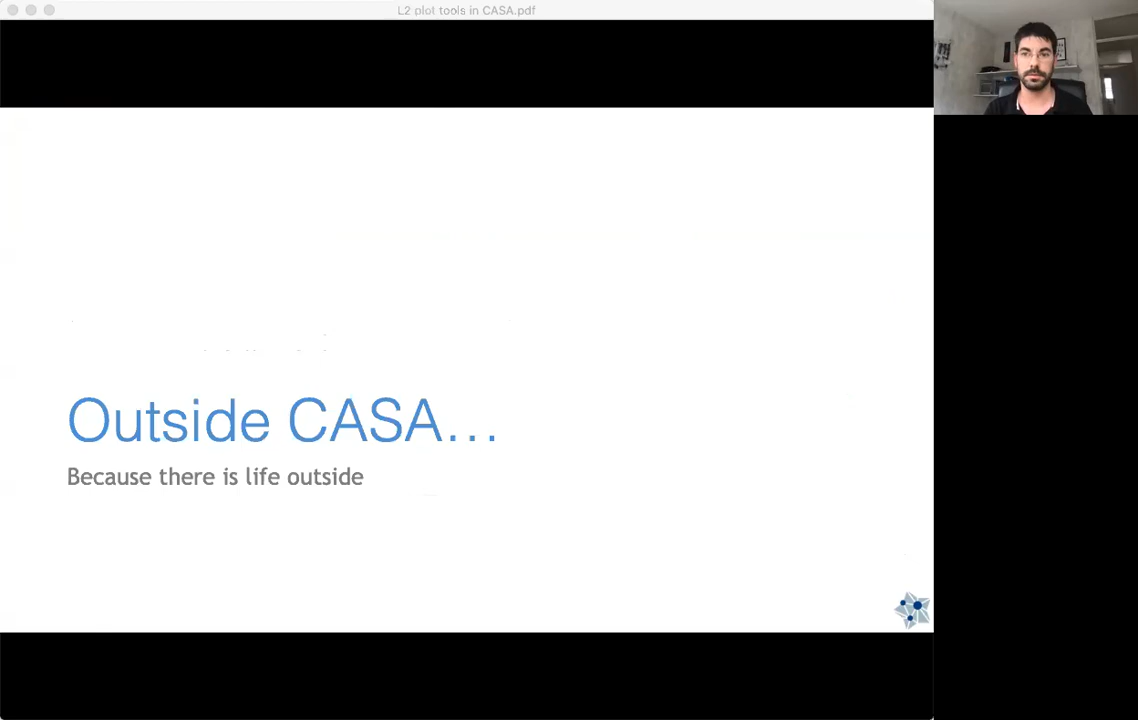 L2 plot tools in CASA.pdf
Outside CASA...
Because there is life outside